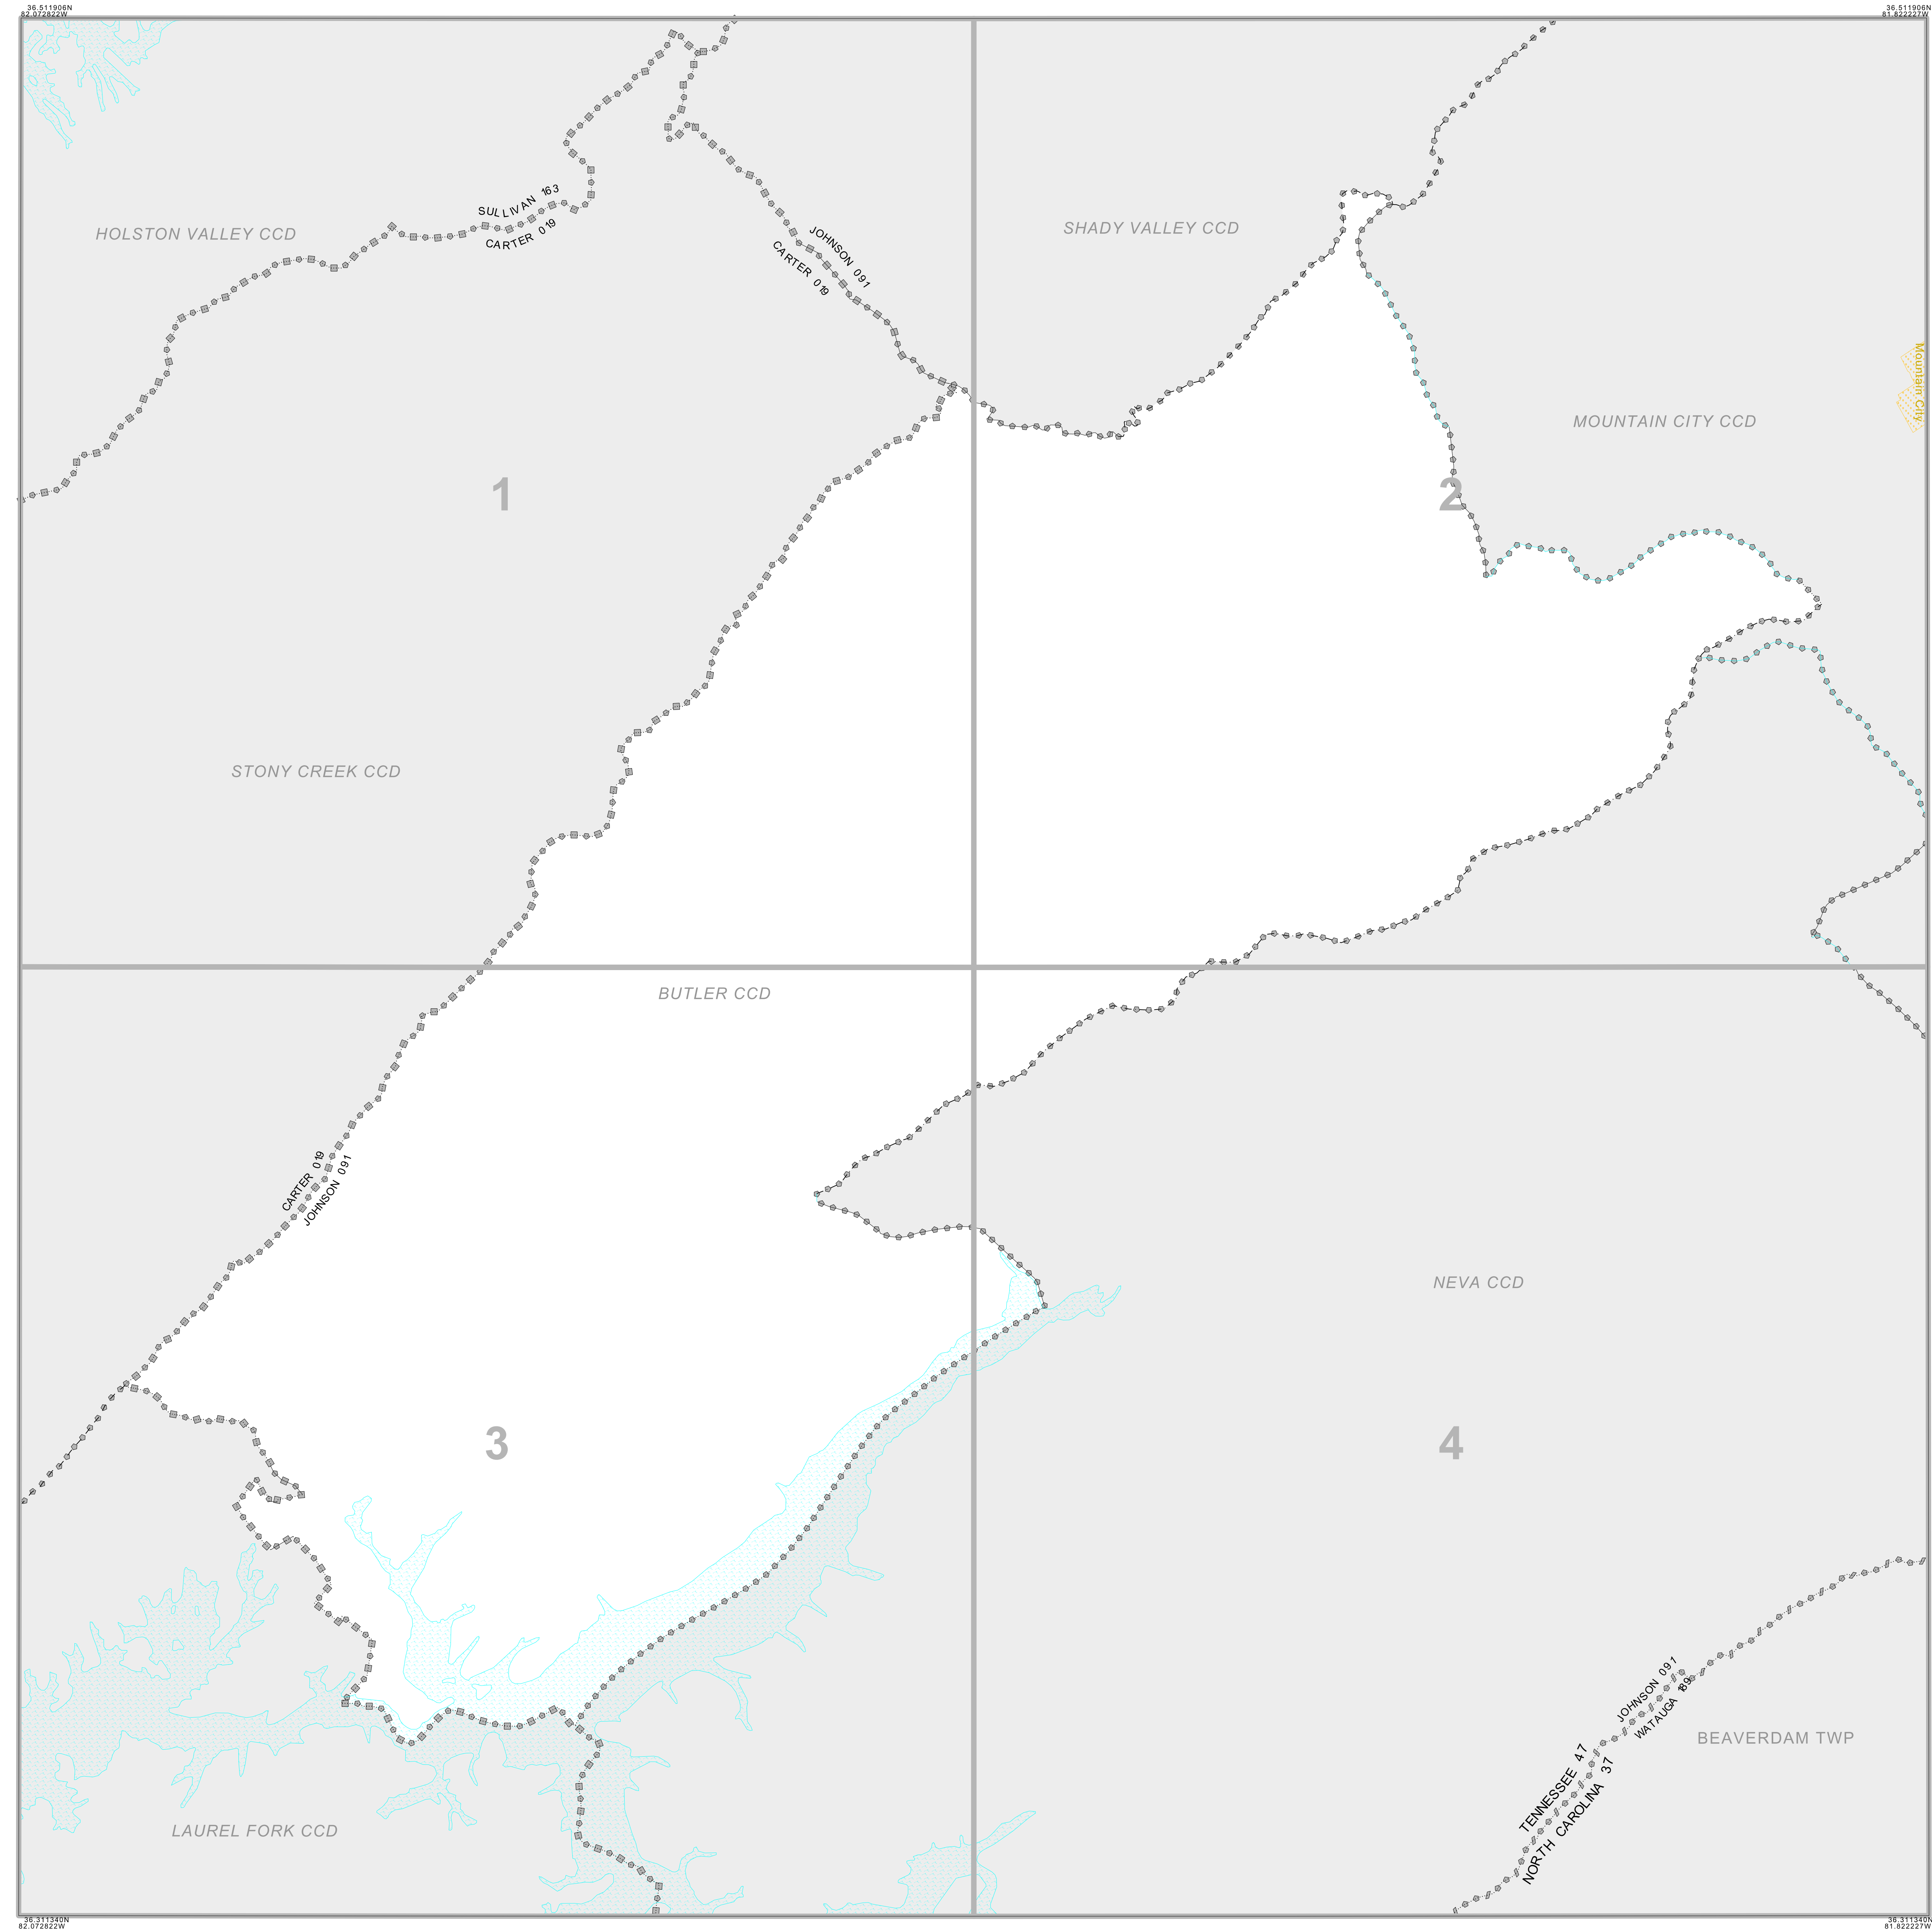 36.511906N
82.072822W
36.511906N
81.822227W
SULLIVAN 163
CARTER 019
HOLSTON VALLEY CCD
JOHNSON 091
CARTER 019
SHADY VALLEY CCD
Mountain City
MOUNTAIN CITY CCD
1
2
STONY CREEK CCD
BUTLER CCD
CARTER 019
JOHNSON 091
NEVA CCD
3
4
JOHNSON 091
WATAUGA 189
BEAVERDAM TWP
TENNESSEE 47
NORTH CAROLINA 37
LAUREL FORK CCD
36.311340N
82.072822W
36.311340N
81.822227W